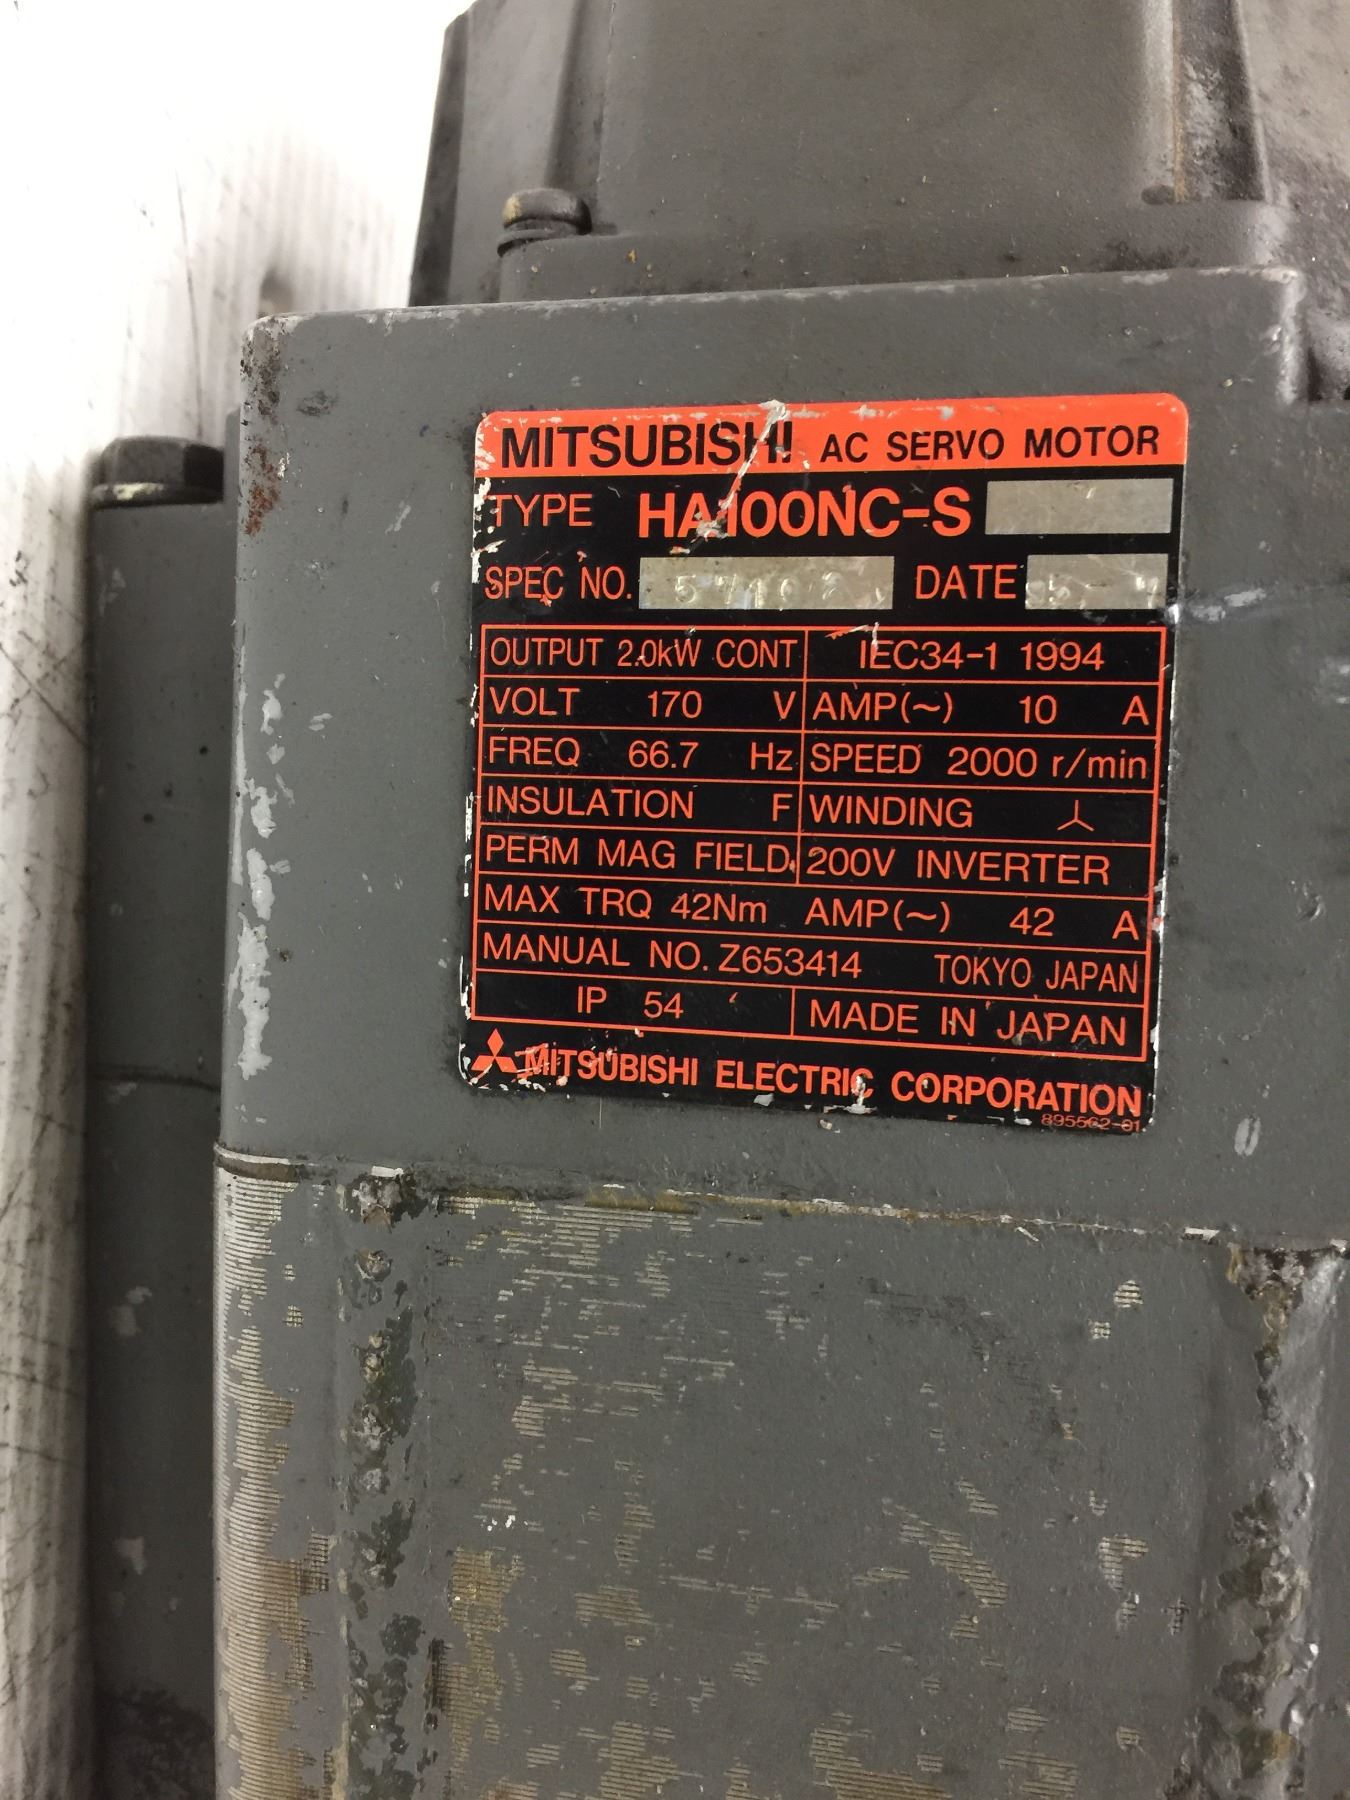 MITSUBISHI AC SERVO MOTOR
TYPE HA100NC-S
SPEC NO. DATE
OUTPUT 2.0kW CONT IEC34-1 1994
VOLT 170 V AMP(~) 10 A
FREQ 66.7 Hz SPEED 2000 r/min
INSULATION F WINDING
PERM MAG FIELD 200V INVERTER
MAX TRQ 42Nm AMP(~) 42 A
MANUAL NO. Z653414 TOKYO JAPAN
IP 54 MADE IN JAPAN
MITSUBISHI ELECTRIC CORPORATION